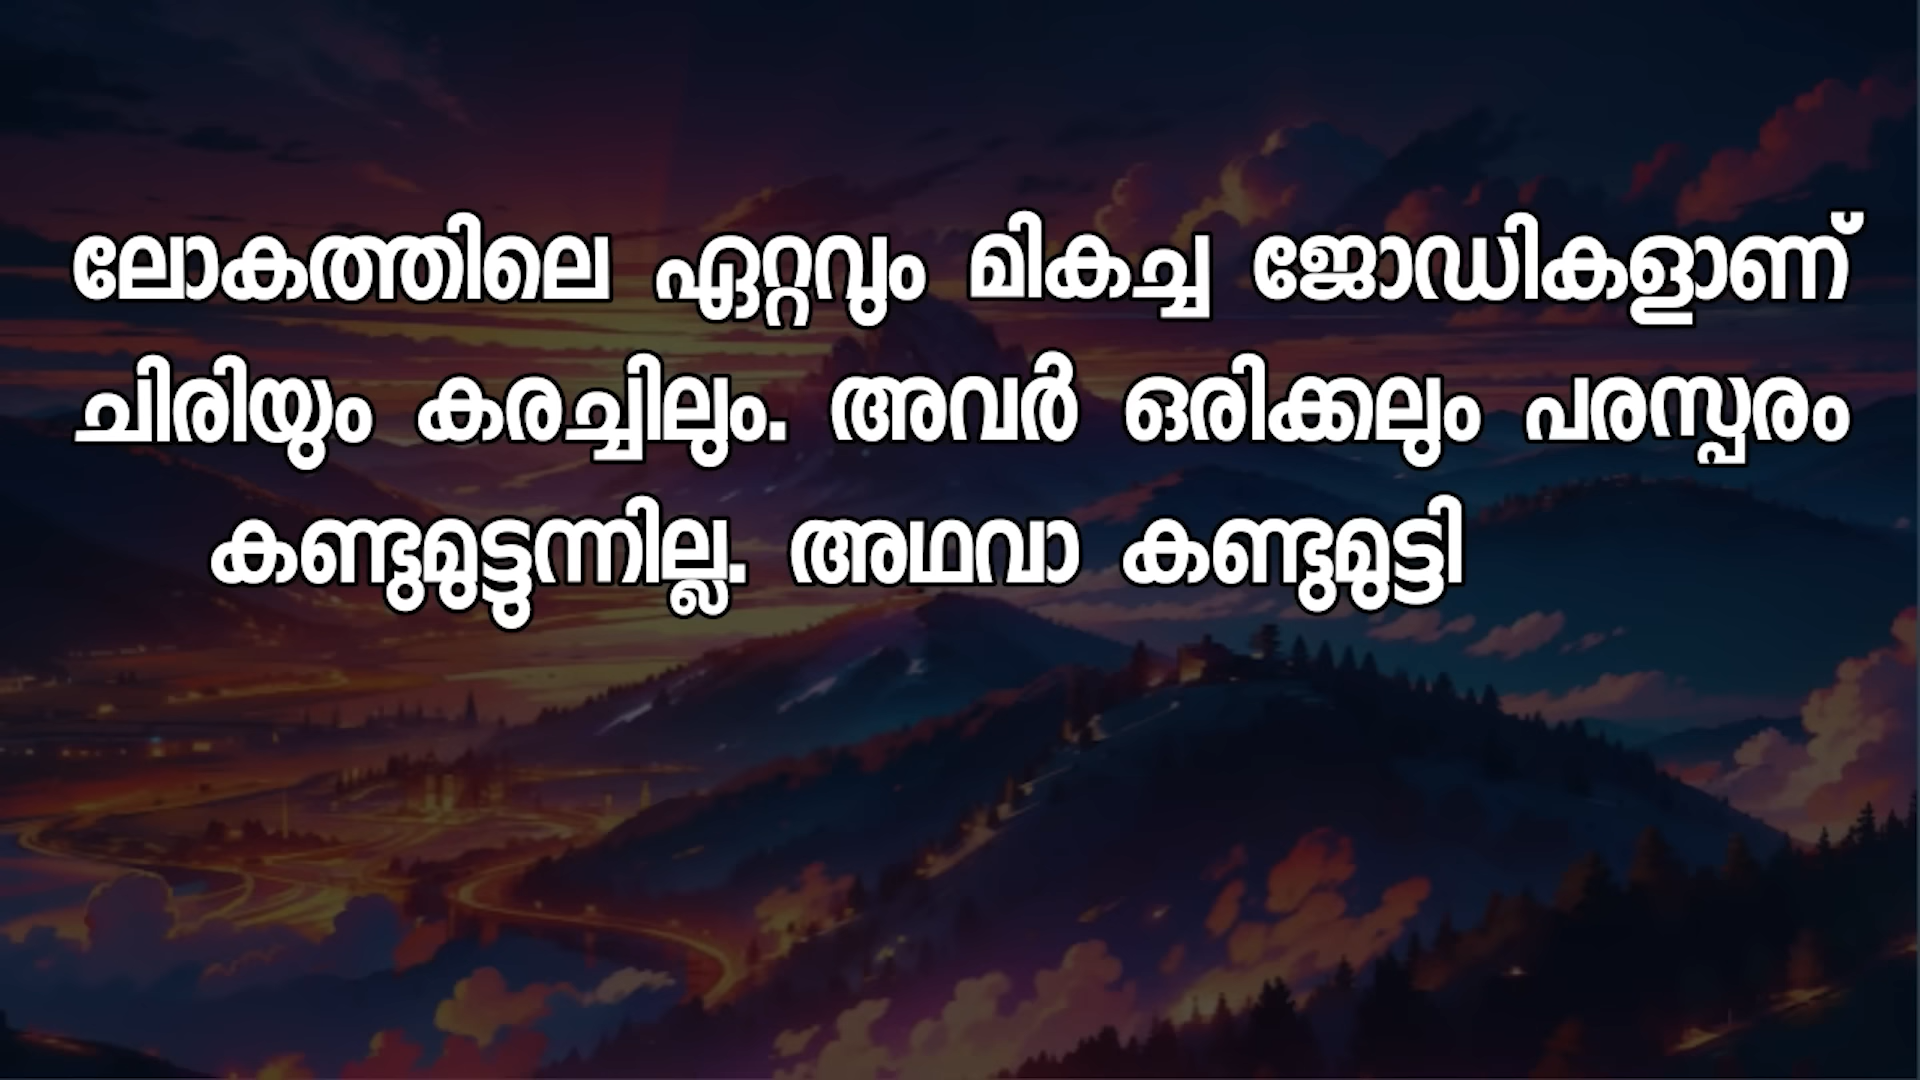 ലോകത്തിലെ ഏറ്റവും മികച്ച ജോഡികളാണ്
ചിരിയും കരച്ചിലും. അവർ ഒരിക്കലും പരസ്പരം
കണ്ടുമുട്ടുന്നില്ല. അഥവാ കണ്ടുമുട്ടി